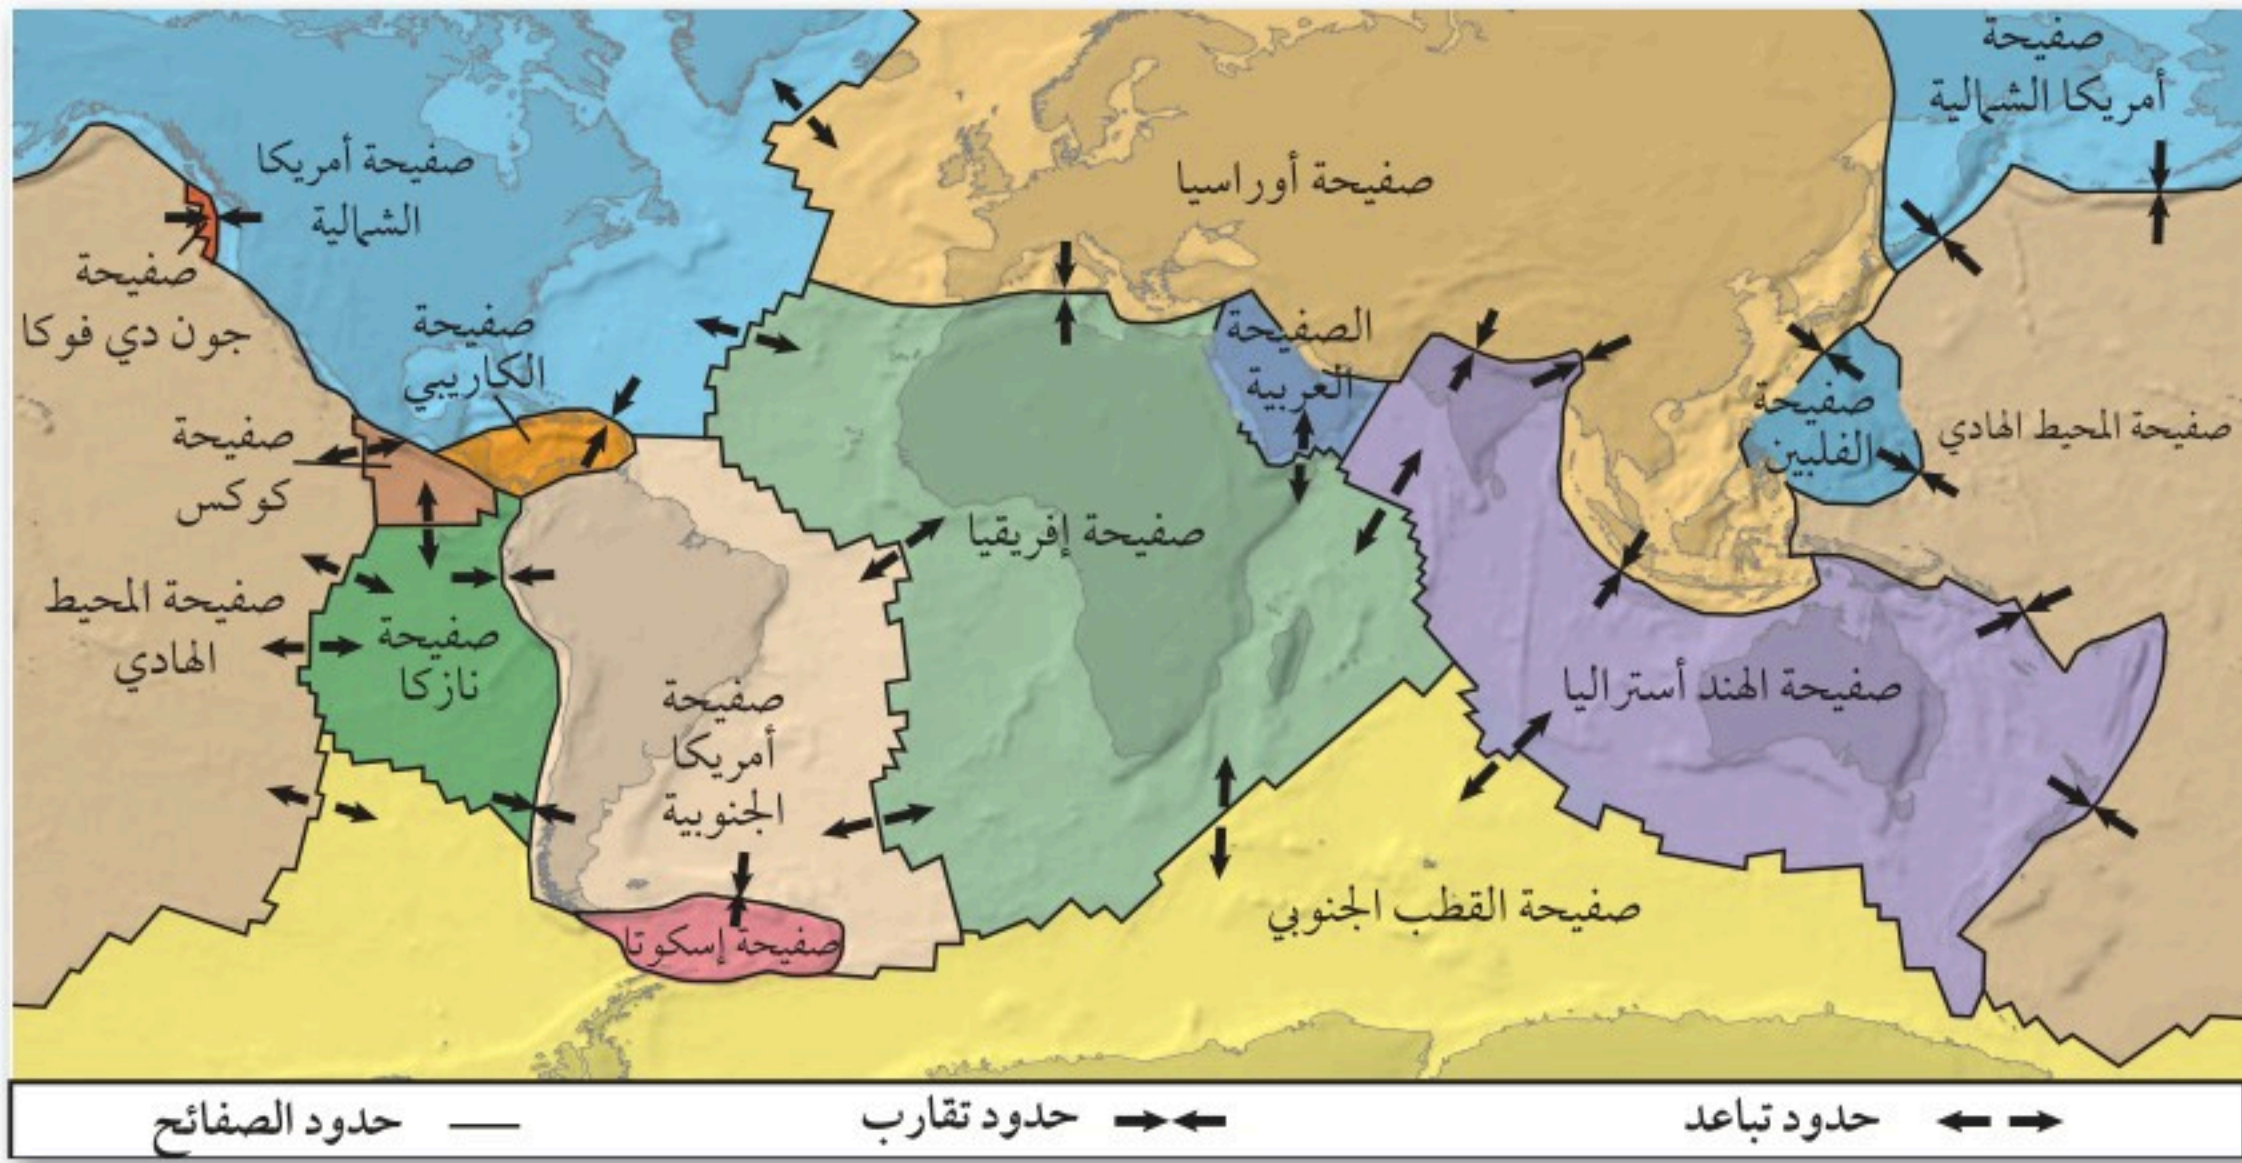 صفيحة
أمريكا الشمالية
صفيحة أمريكا
الشمالية
صفيحة أوراسيا
صفيحة
جون دي فوكا
صفيحة
الكاريبي
الصفيحة
العربية
صفيحة
الفلبين
صفيحة المحيط الهادي
صفيحة
كوكس
صفيحة إفريقيا
صفيحة المحيط
الهادي
صفيحة
نازكا
صفيحة
أمريكا
الجنوبية
صفيحة الهند أستراليا
صفيحة القطب الجنوبي
صفيحة إسكوتا
حدود تباعد
حدود تقارب
حدود الصفائح